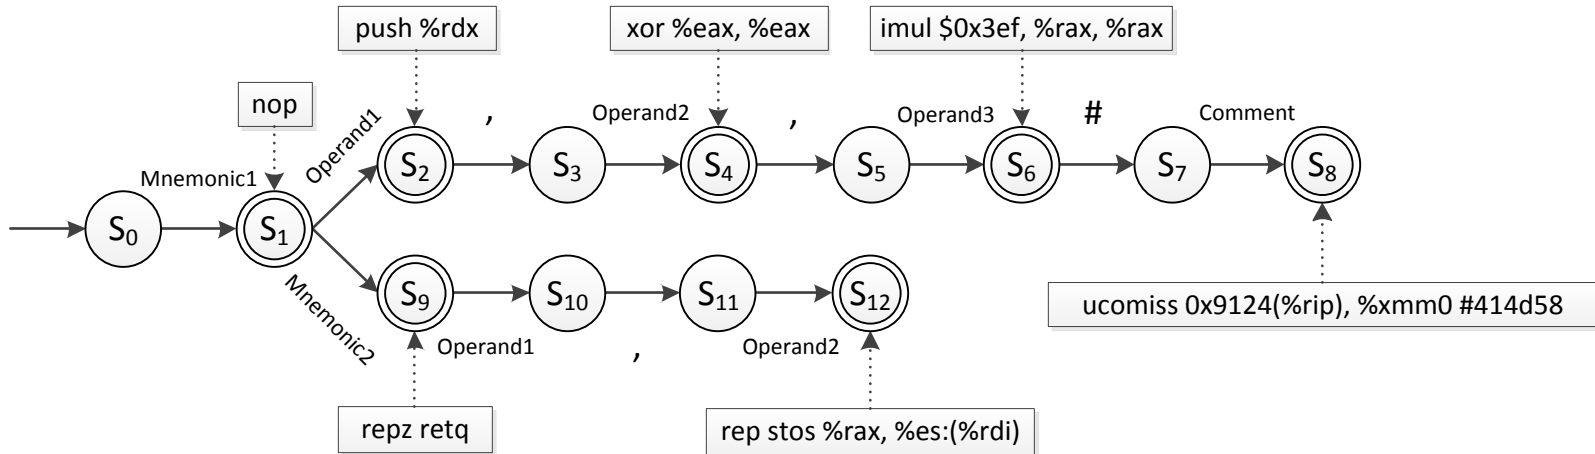 push %rdx
xor %eax, %eax
imul $0x3ef, %rax, %rax
nop
Operand1
,
Operand2
,
Operand3
#
Comment
Mnemonic1
S2
S3
S4
S5
S6
S7
S8
S0
S1
Mnemonic2
S9
S10
S11
S12
Operand1
,
Operand2
ucomiss 0x9124(%rip), %xmm0 #414d58
repz retq
rep stos %rax, %es:(%rdi)